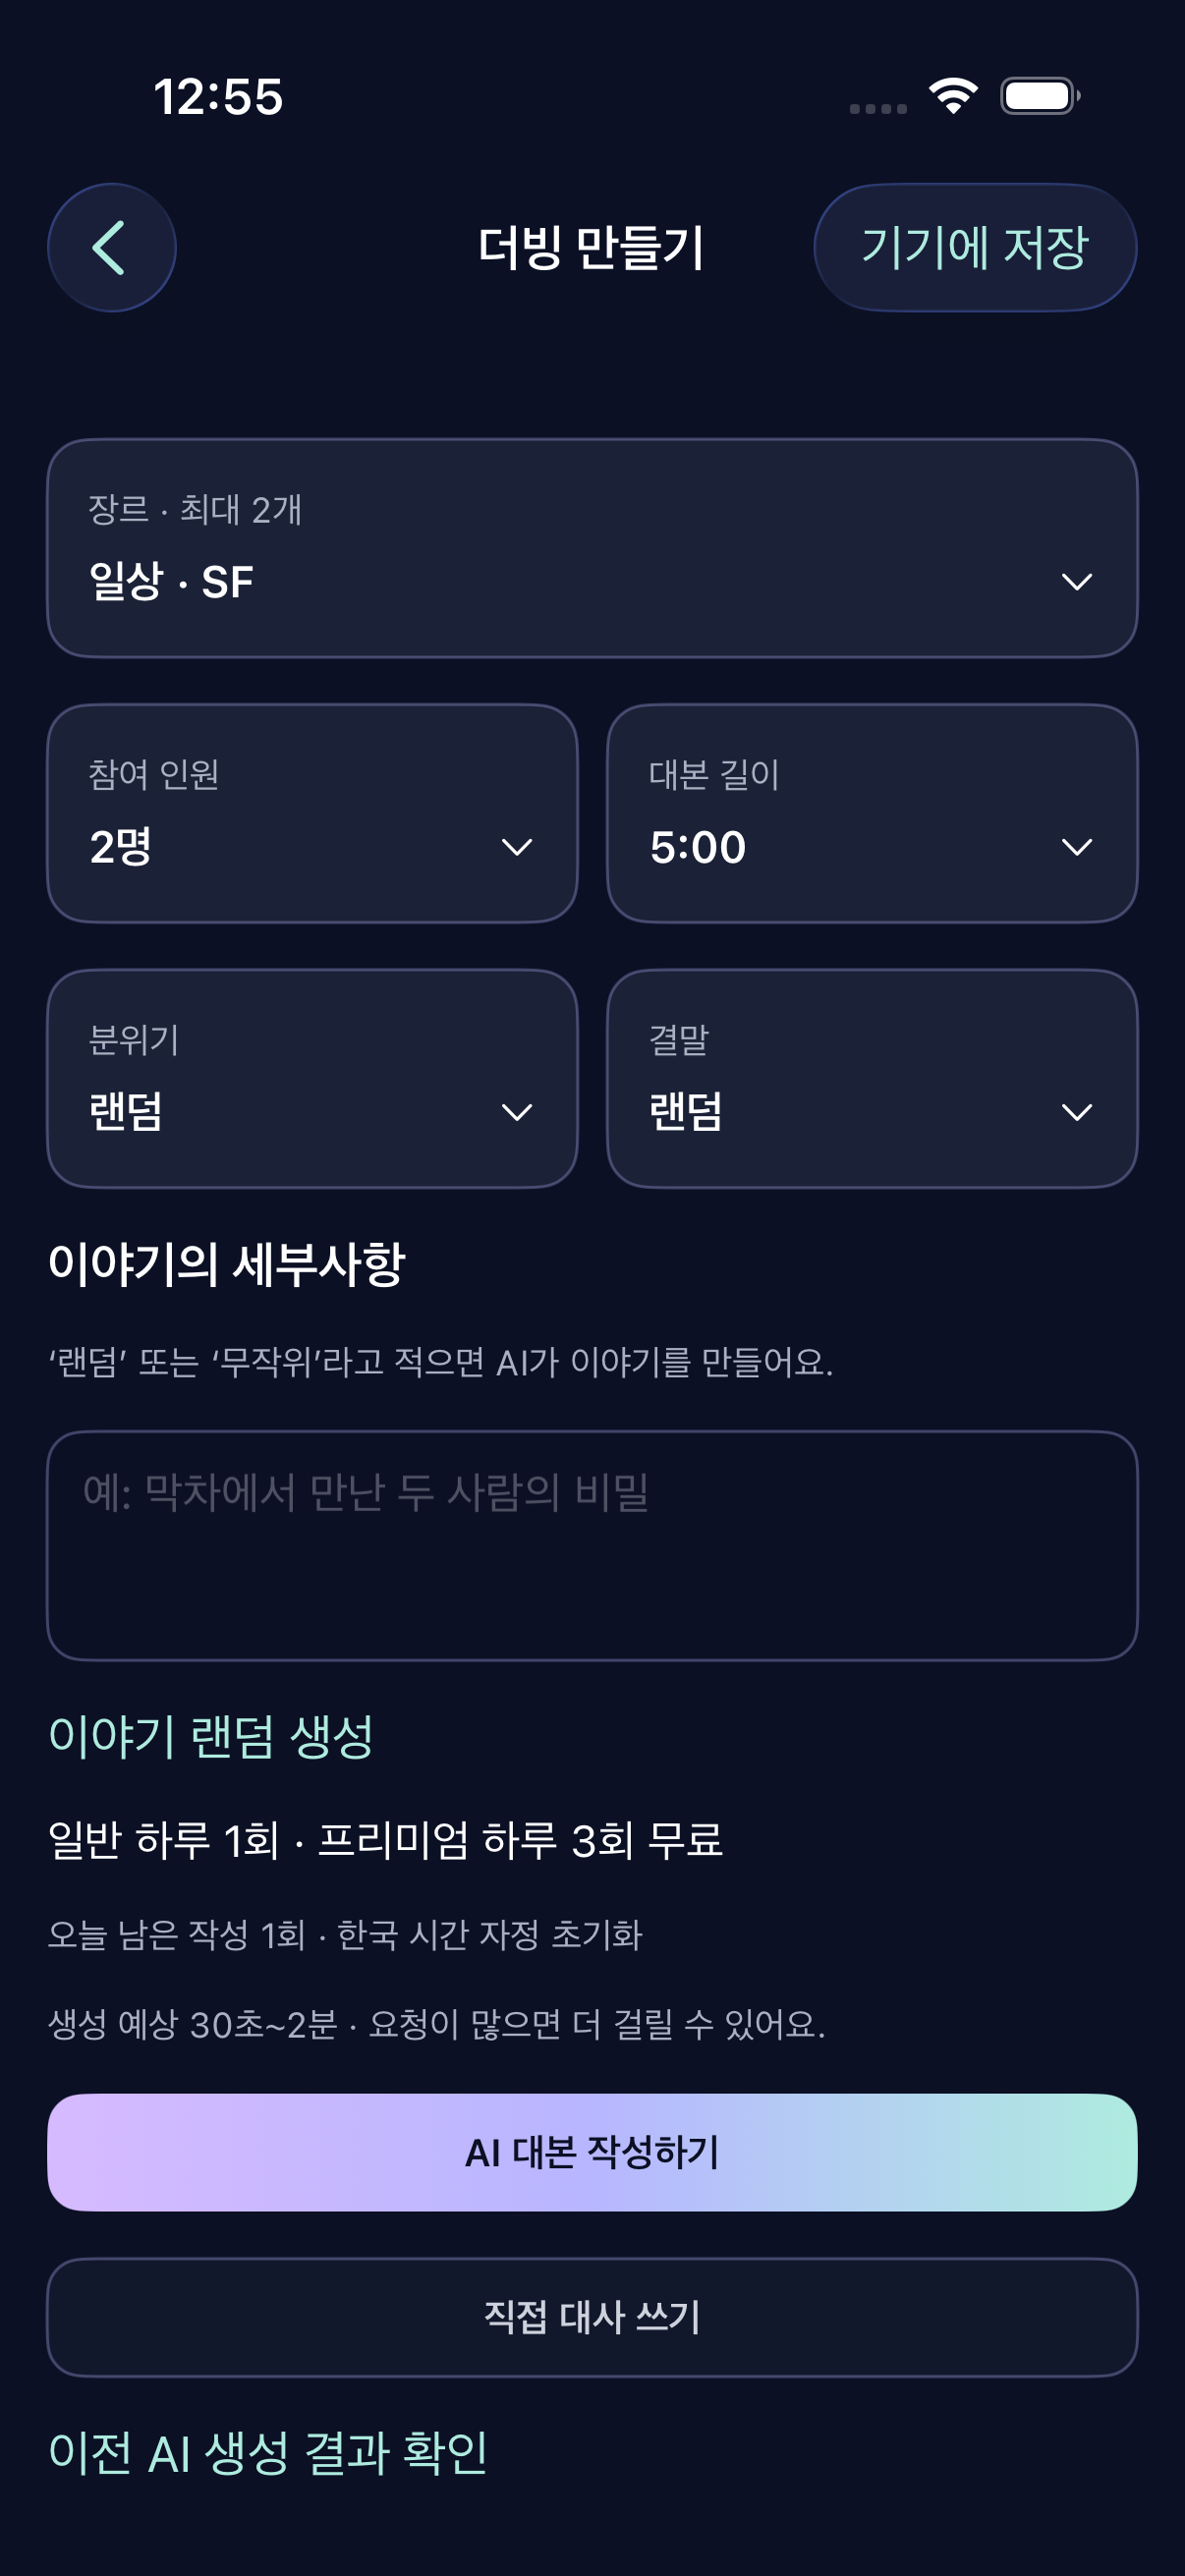 12:55
더빙 만들기
기기에 저장
장르 · 최대 2개
일상 · SF
참여 인원
2명
대본 길이
5:00
분위기
랜덤
결말
랜덤
이야기의 세부사항
‘랜덤’ 또는 ‘무작위’라고 적으면 AI가 이야기를 만들어요.
예: 막차에서 만난 두 사람의 비밀
이야기 랜덤 생성
일반 하루 1회 · 프리미엄 하루 3회 무료
오늘 남은 작성 1회 · 한국 시간 자정 초기화
생성 예상 30초~2분 · 요청이 많으면 더 걸릴 수 있어요.
AI 대본 작성하기
직접 대사 쓰기
이전 AI 생성 결과 확인